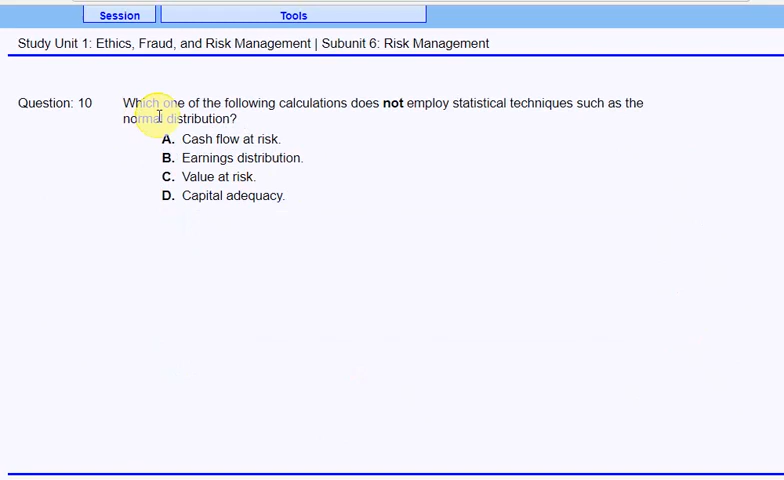 Session
Tools
Study Unit 1: Ethics, Fraud, and Risk Management | Subunit 6: Risk Management
Question: 10
Which one of the following calculations does not employ statistical techniques such as the
normal distribution?
A. Cash flow at risk.
B. Earnings distribution.
C. Value at risk.
D. Capital adequacy.